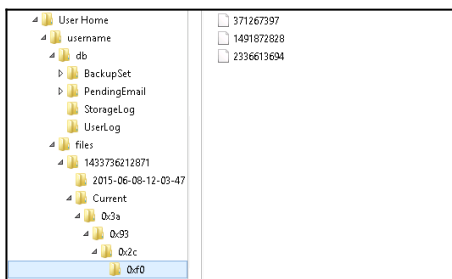 User Home
username
db
BackupSet
PendingEmail
StorageLog
UserLog
files
1433736212871
2015-06-08-12-03-47
Current
0x3a
0x93
0x2c
0xf0
371267397
1491872828
2336613694